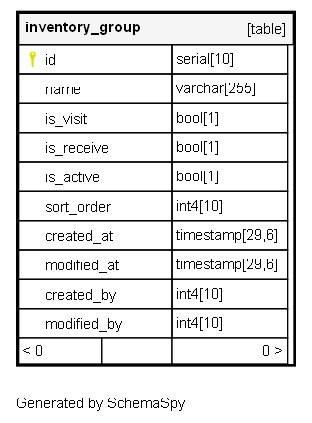 inventory_group [table]
id serial[10]
name varchar[255]
is_visit bool[1]
is_receive bool[1]
is_active bool[1]
sort_order int4[10]
created_at timestamp[29,6]
modified_at timestamp[29,6]
created_by int4[10]
modified_by int4[10]
< 0 0 >
Generated by SchemaSpy